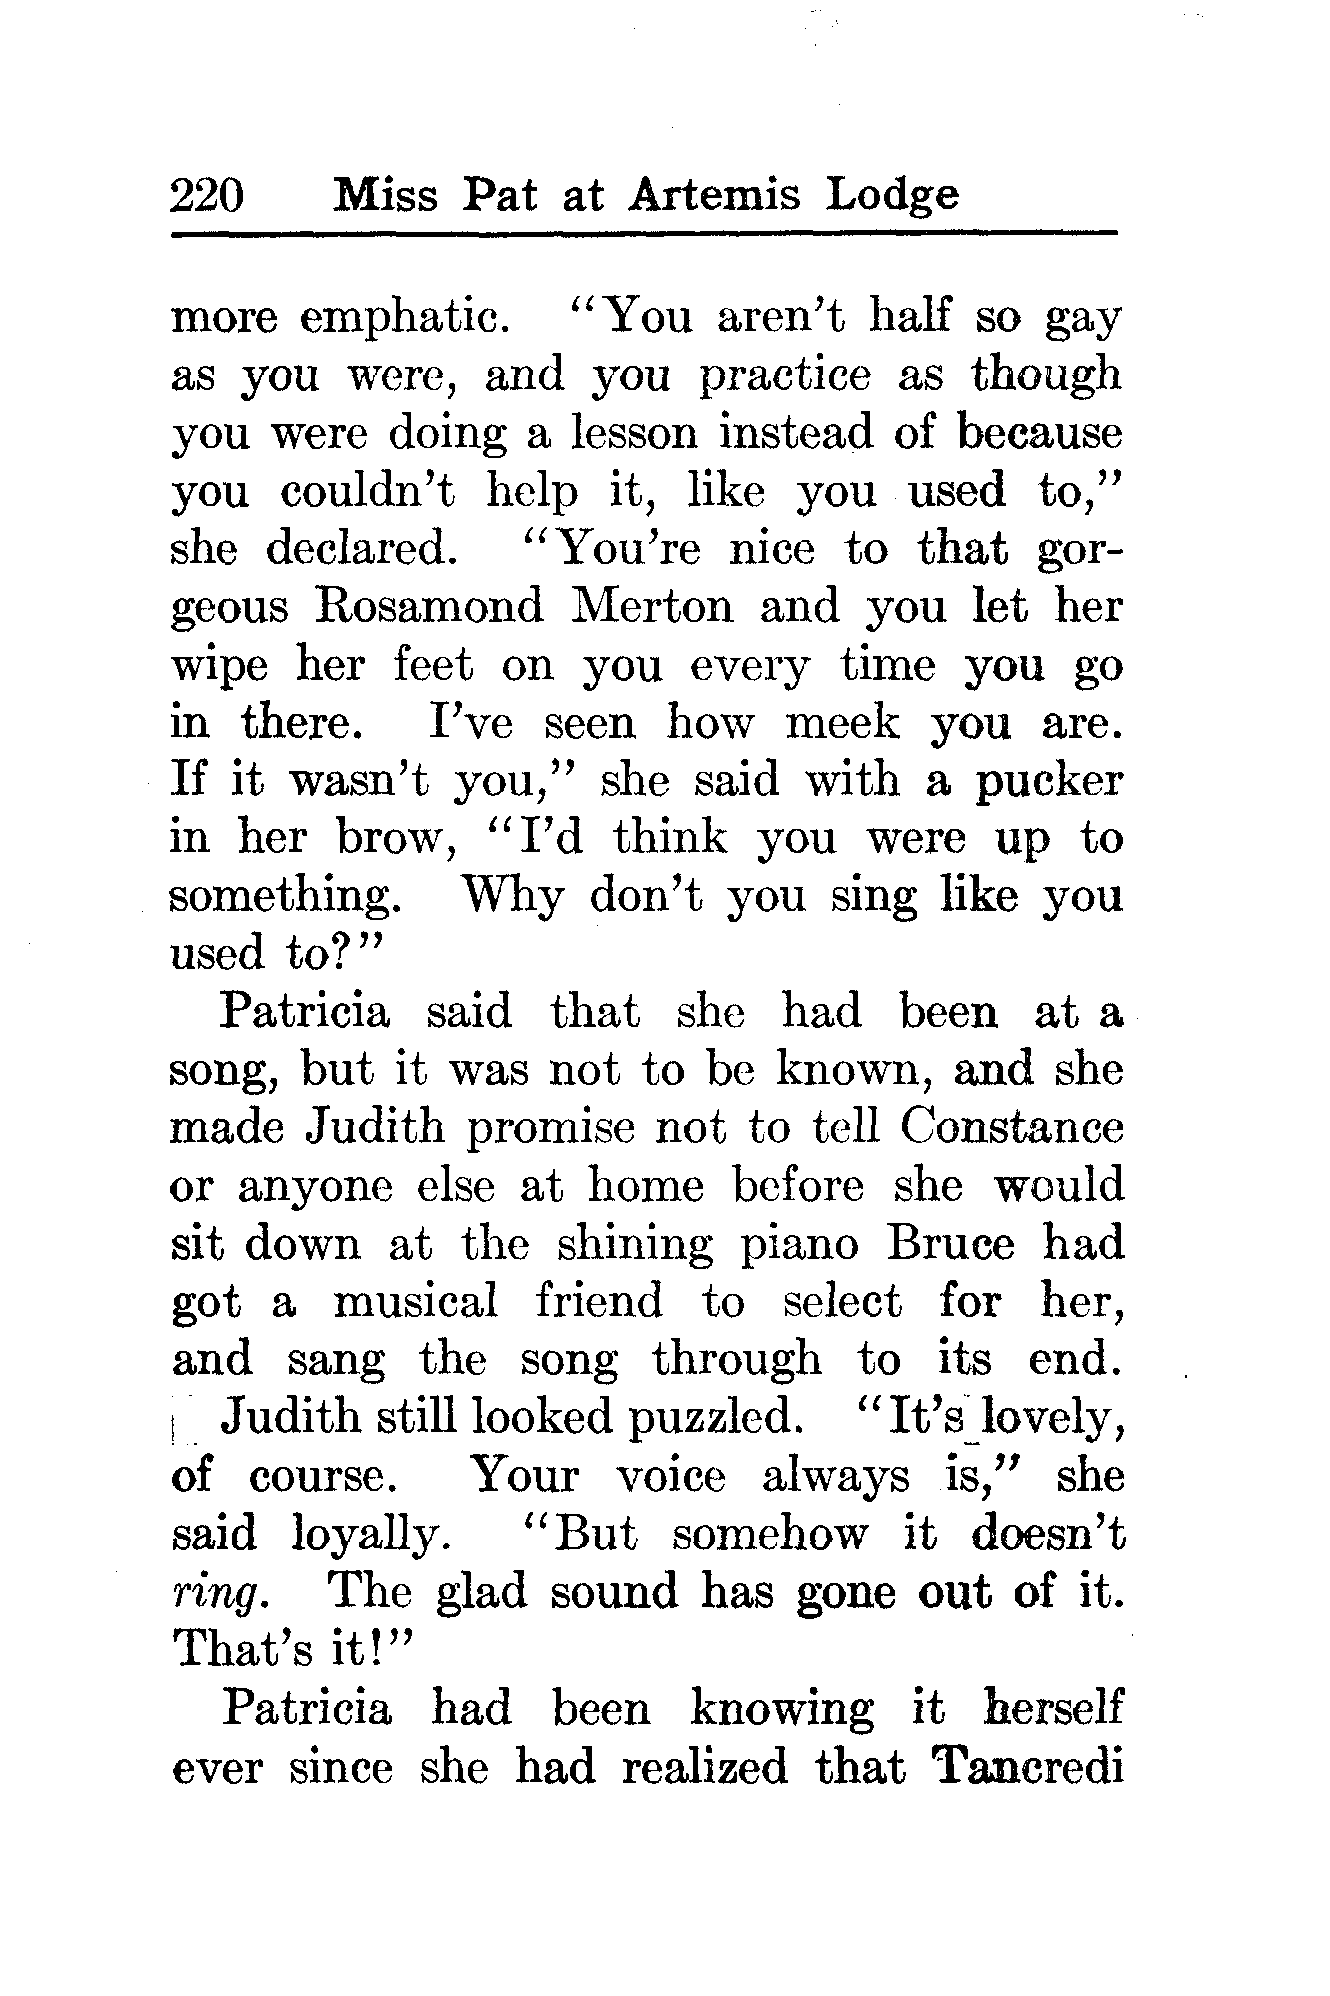 220 Miss Pat at Artemis Lodge
more emphatic. "You aren't half so gay
as you were, and you practice as though
you were doing a lesson instead of because
you couldn't help it, like you used to,"
she declared. "You're nice to that gor-
geous Rosamond Merton and you let her
wipe her feet on you every time you go
in there. I've seen how meek you are.
If it wasn't you," she said with a pucker
in her brow, "I'd think you were up to
something. Why don't you sing like you
used to?"
Patricia said that she had been at a
song, but it was not to be known, and she
made Judith promise not to tell Constance
or anyone else at home before she would
sit down at the shining piano Bruce had
got a musical friend to select for her,
and sang the song through to its end.
Judith still looked puzzled. "It's lovely,
of course. Your voice always is," she
said loyally. "But somehow it doesn't
ring. The glad sound has gone out of it.
That's it!"
Patricia had been knowing it herself
ever since she had realized that Tancredi